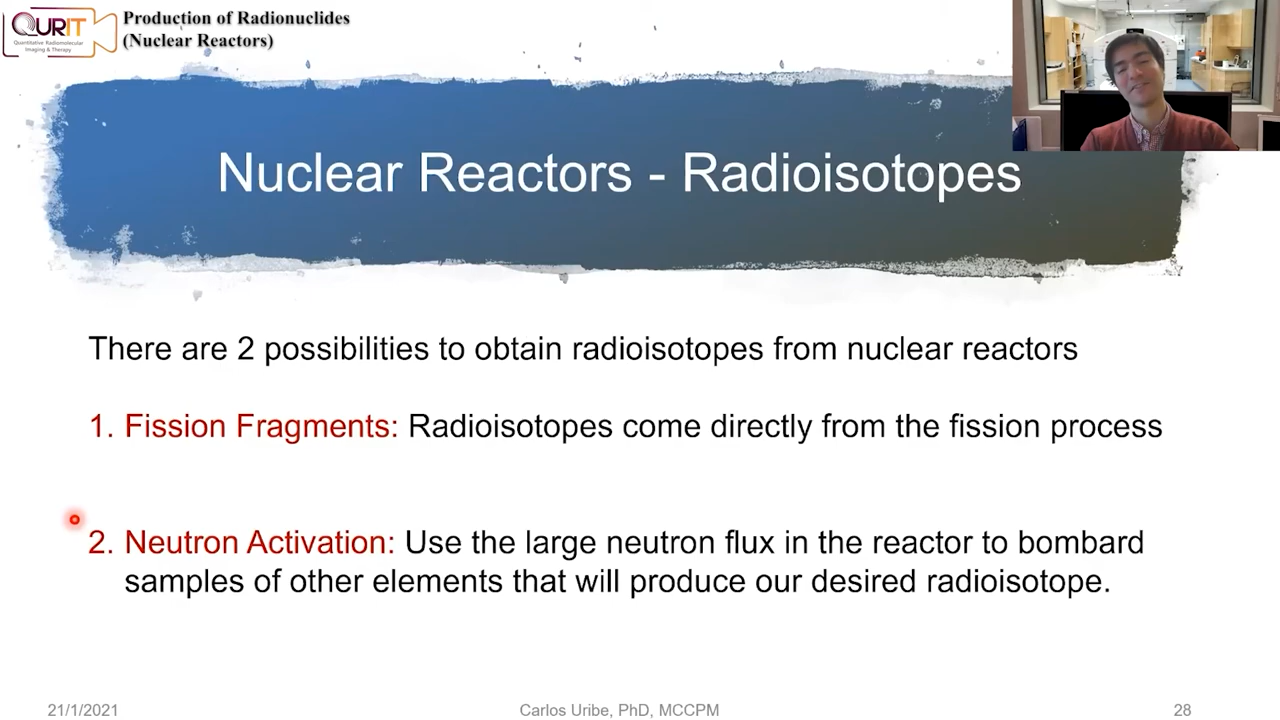 QURIT
Quantitative Radiomolecular
Imaging & Therapy
Production of Radionuclides
(Nuclear Reactors)
Nuclear Reactors - Radioisotopes
There are 2 possibilities to obtain radioisotopes from nuclear reactors
1. Fission Fragments: Radioisotopes come directly from the fission process
2. Neutron Activation: Use the large neutron flux in the reactor to bombard
samples of other elements that will produce our desired radioisotope.
21/1/2021
Carlos Uribe, PhD, MCCPM
28